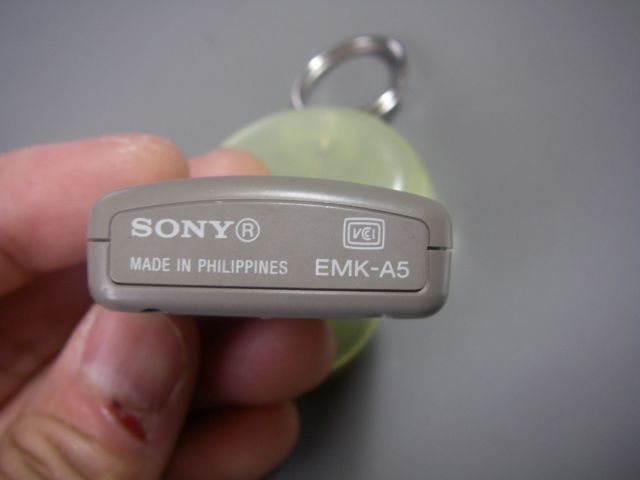 SONY®
VCCI
MADE IN PHILIPPINES
EMK-A5